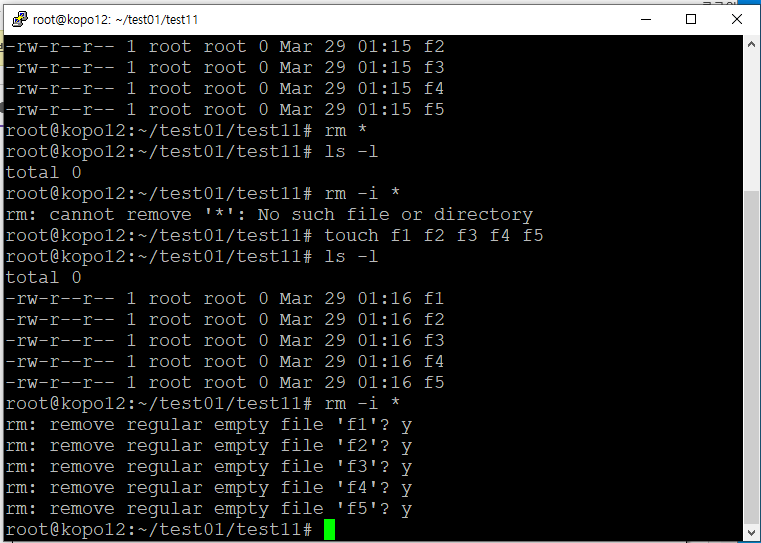 root@kopo12: ~/test01/test11
-rw-r--r-- 1 root root 0 Mar 29 01:15 f2
-rw-r--r-- 1 root root 0 Mar 29 01:15 f3
-rw-r--r-- 1 root root 0 Mar 29 01:15 f4
-rw-r--r-- 1 root root 0 Mar 29 01:15 f5
root@kopo12:~/test01/test11# rm *
root@kopo12:~/test01/test11# ls -l
total 0
root@kopo12:~/test01/test11# rm -i *
rm: cannot remove '*': No such file or directory
root@kopo12:~/test01/test11# touch f1 f2 f3 f4 f5
root@kopo12:~/test01/test11# ls -l
total 0
-rw-r--r-- 1 root root 0 Mar 29 01:16 f1
-rw-r--r-- 1 root root 0 Mar 29 01:16 f2
-rw-r--r-- 1 root root 0 Mar 29 01:16 f3
-rw-r--r-- 1 root root 0 Mar 29 01:16 f4
-rw-r--r-- 1 root root 0 Mar 29 01:16 f5
root@kopo12:~/test01/test11# rm -i *
rm: remove regular empty file 'f1'? y
rm: remove regular empty file 'f2'? y
rm: remove regular empty file 'f3'? y
rm: remove regular empty file 'f4'? y
rm: remove regular empty file 'f5'? y
root@kopo12:~/test01/test11#